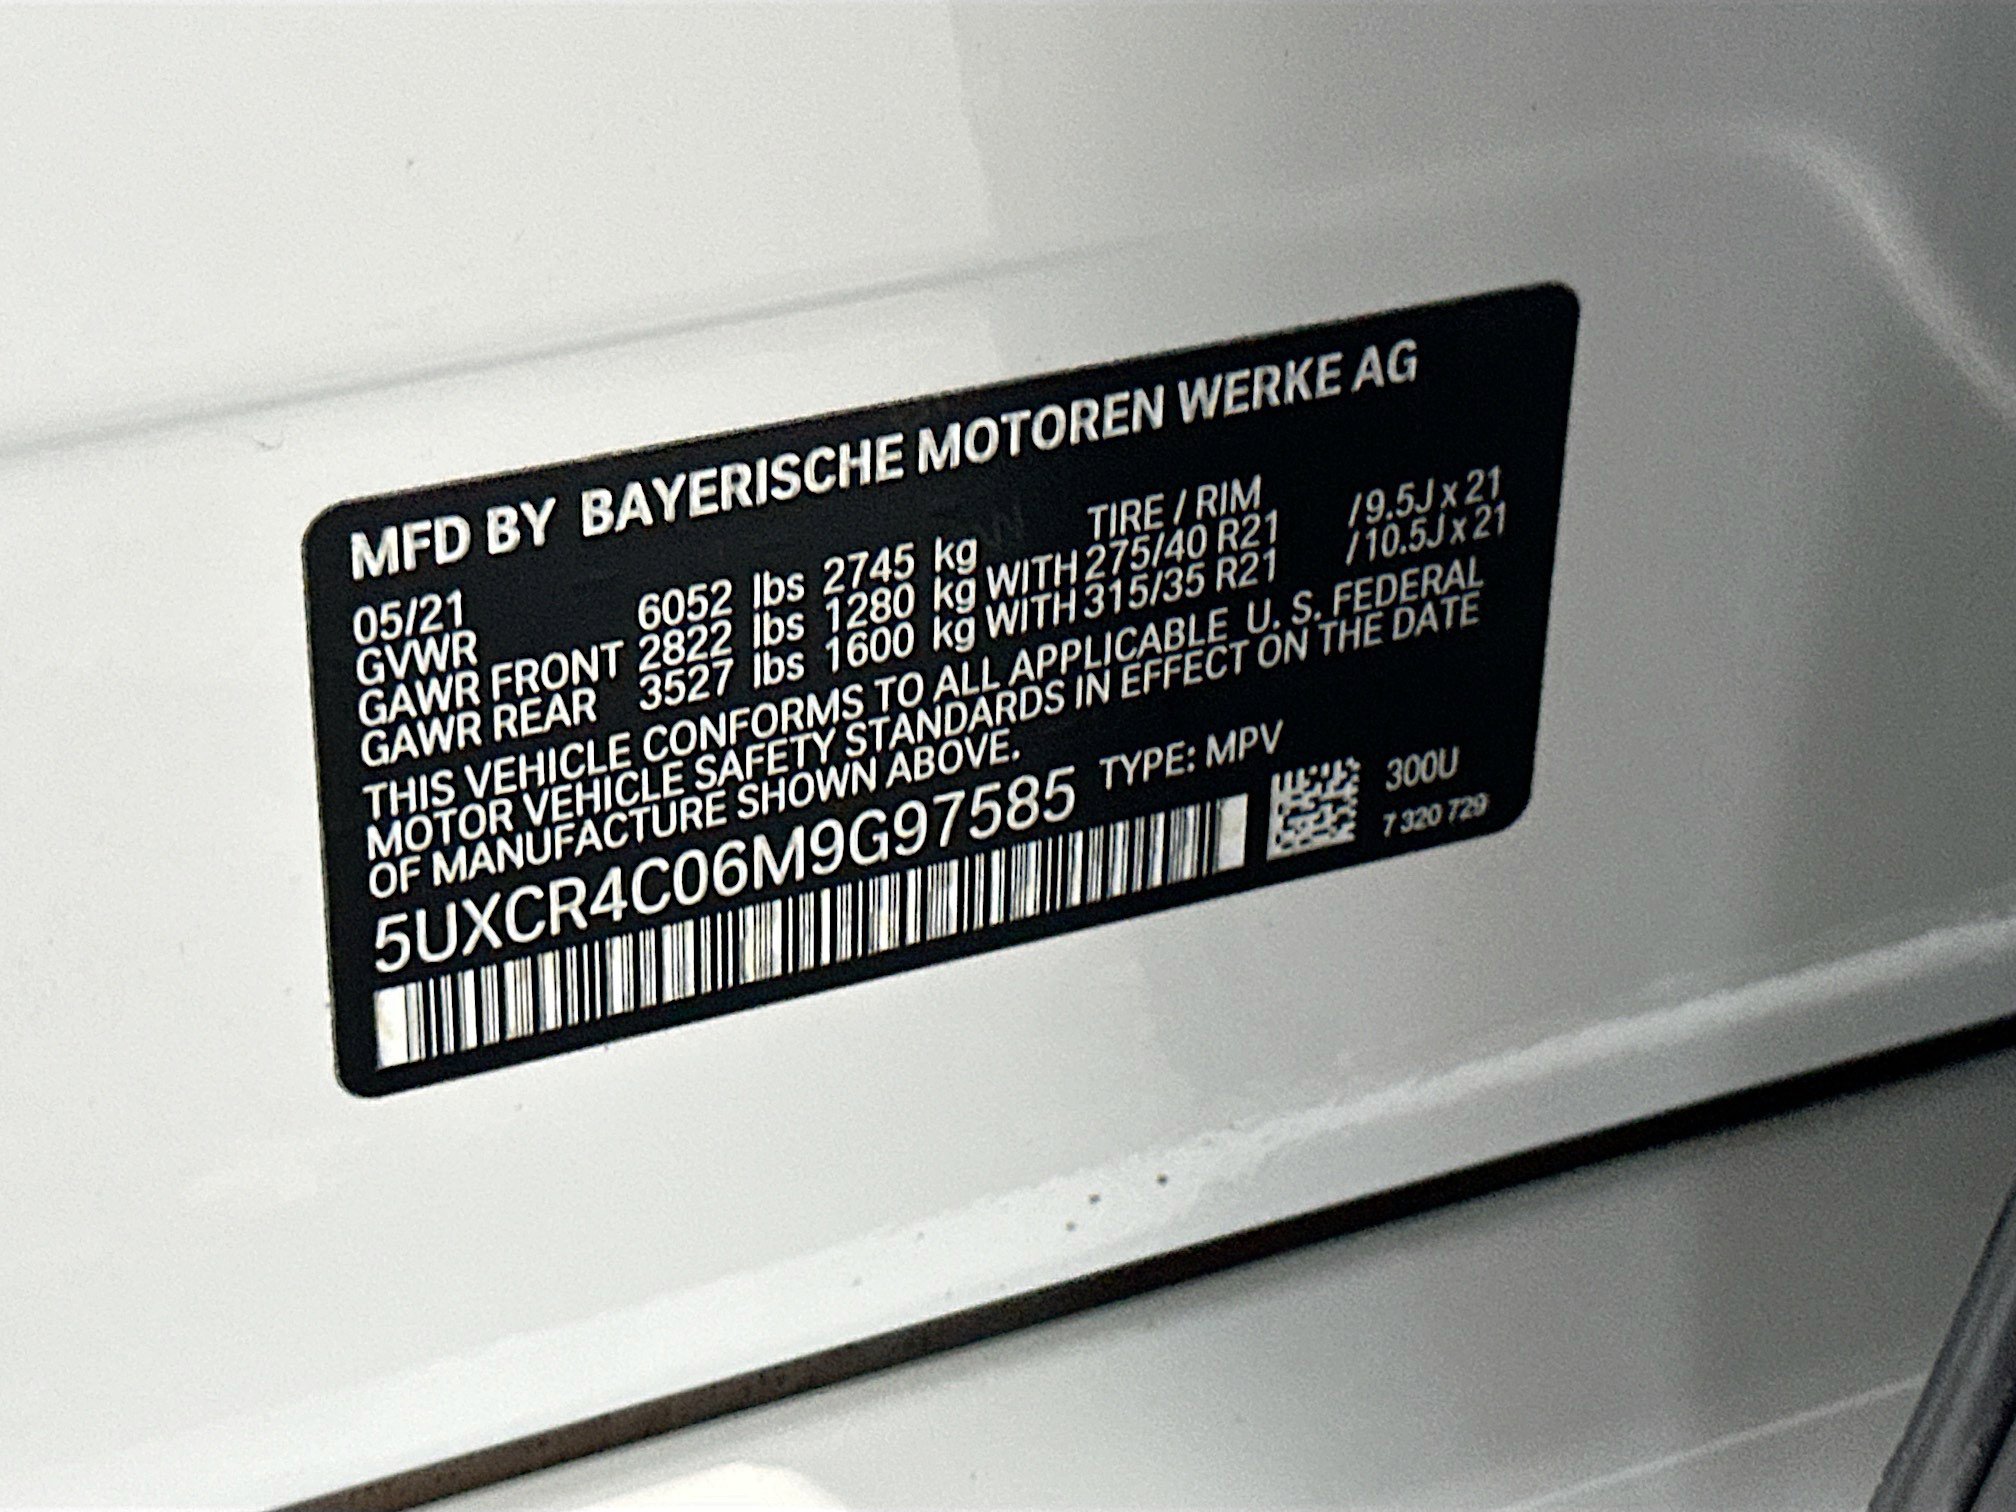 MFD BY BAYERISCHE MOTOREN WERKE AG
05/21 TIRE / RIM
GVWR 6052 lbs 2745 kg
GAWR FRONT 2822 lbs 1280 kg WITH 275/40 R21 /9.5J x 21
GAWR REAR 3527 lbs 1600 kg WITH 315/35 R21 /10.5J x 21
THIS VEHICLE CONFORMS TO ALL APPLICABLE U. S. FEDERAL
MOTOR VEHICLE SAFETY STANDARDS IN EFFECT ON THE DATE
OF MANUFACTURE SHOWN ABOVE.
5UXCR4C06M9G97585 TYPE: MPV
300U
7 320 729